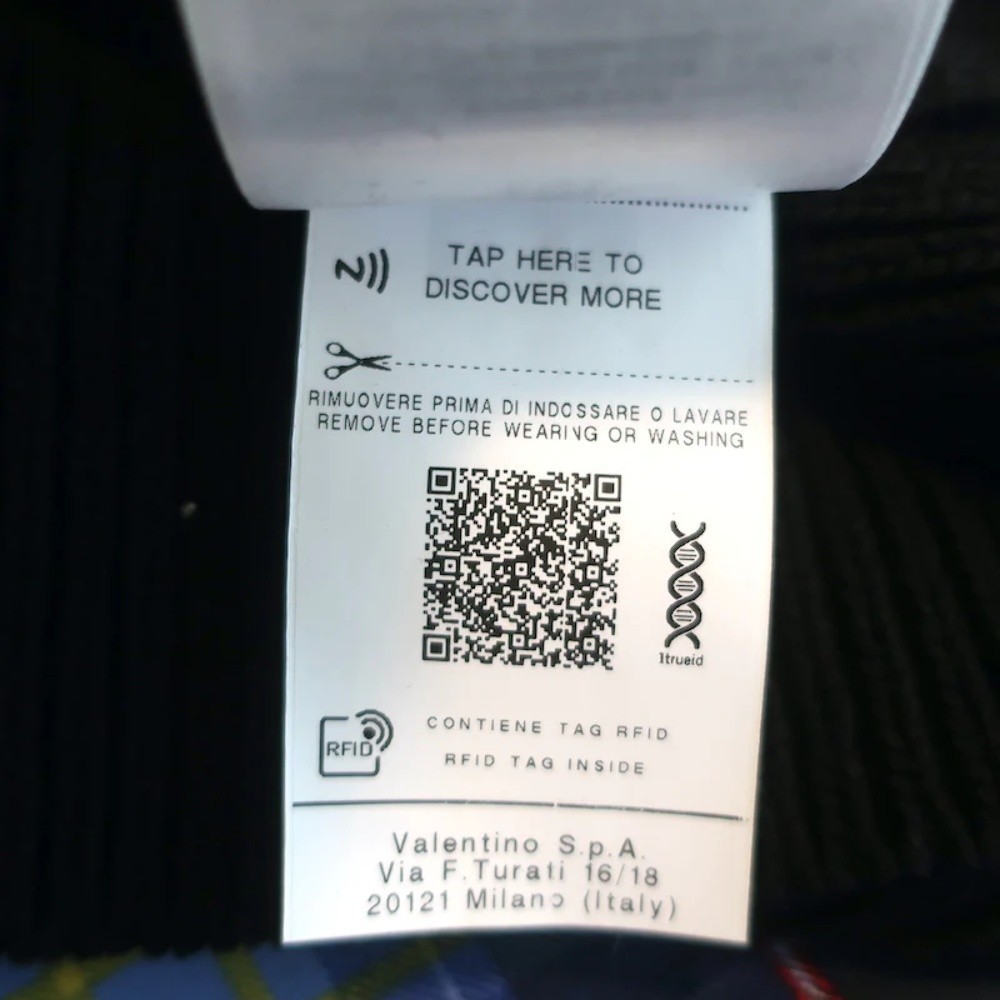 TAP HERE TO
DISCOVER MORE
RIMUOVERE PRIMA DI INDOSSARE O LAVARE
REMOVE BEFORE WEARING OR WASHING
1trueid
RFID
CONTIENE TAG RFID
RFID TAG INSIDE
Valentino S.p.A.
Via F.Turati 16/18
20121 Milano (Italy)